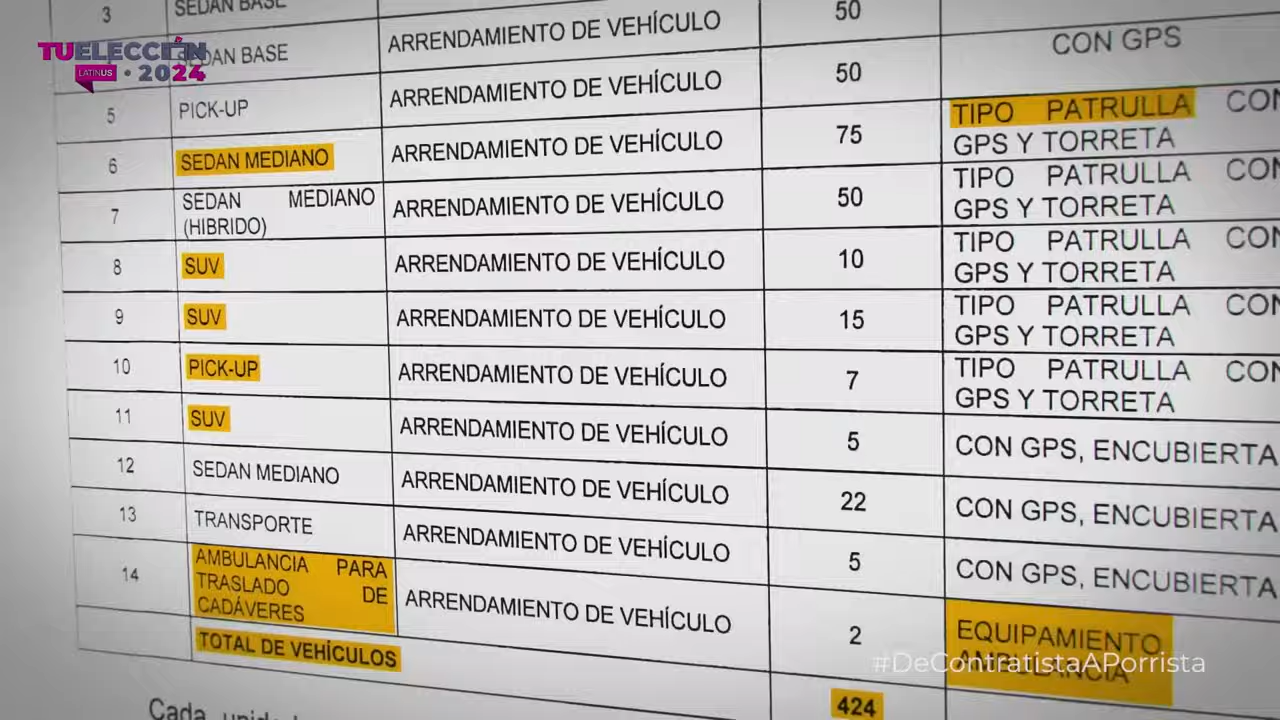 3 SEDAN BASE
TUELECCIÓN
LATINUS • 2024
SEDAN BASE ARRENDAMIENTO DE VEHÍCULO 50
5 PICK-UP ARRENDAMIENTO DE VEHÍCULO 50 CON GPS
6 SEDAN MEDIANO ARRENDAMIENTO DE VEHÍCULO 75 TIPO PATRULLA CON
GPS Y TORRETA
7 SEDAN MEDIANO ARRENDAMIENTO DE VEHÍCULO 50 TIPO PATRULLA CON
(HIBRIDO) GPS Y TORRETA
8 SUV ARRENDAMIENTO DE VEHÍCULO 10 TIPO PATRULLA CON
GPS Y TORRETA
9 SUV ARRENDAMIENTO DE VEHÍCULO 15 TIPO PATRULLA CON
GPS Y TORRETA
10 PICK-UP ARRENDAMIENTO DE VEHÍCULO 7 TIPO PATRULLA CON
GPS Y TORRETA
11 SUV ARRENDAMIENTO DE VEHÍCULO 5 CON GPS, ENCUBIERTA
12 SEDAN MEDIANO ARRENDAMIENTO DE VEHÍCULO 22 CON GPS, ENCUBIERTA
13 TRANSPORTE ARRENDAMIENTO DE VEHÍCULO 5 CON GPS, ENCUBIERTA
14 AMBULANCIA PARA ARRENDAMIENTO DE VEHÍCULO 2 EQUIPAMIENTO
TRASLADO DE AMBULANCIA
CADÁVERES
TOTAL DE VEHÍCULOS 424
#DeContratistaAPorrista
Cada